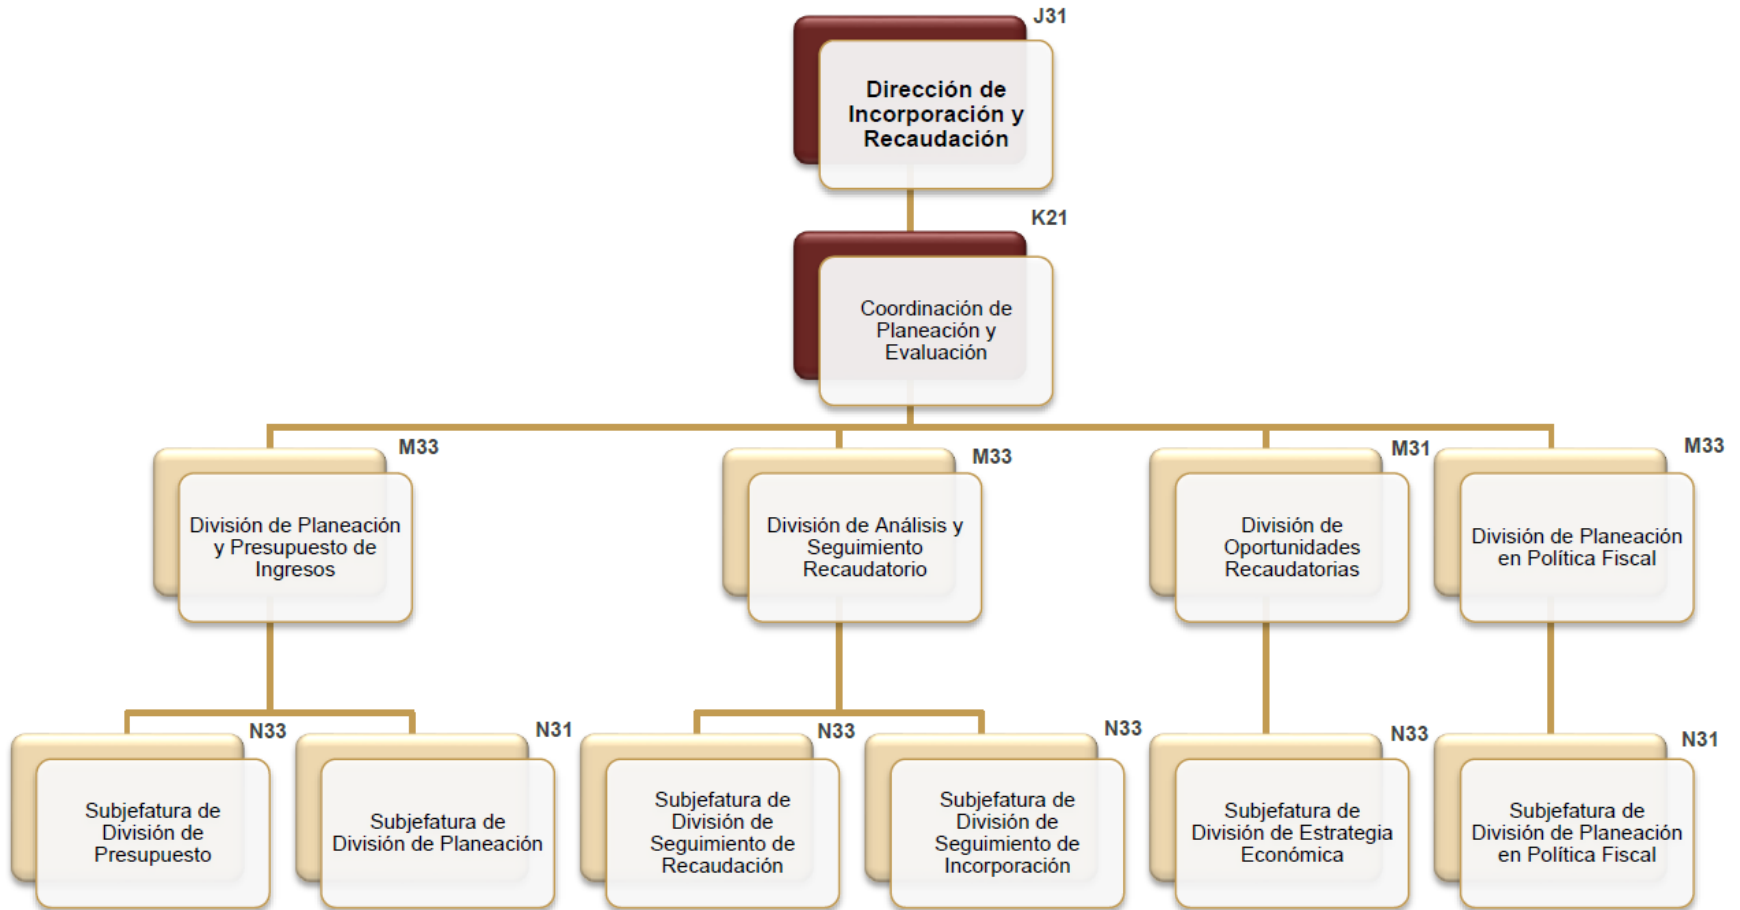 J31
Dirección de
Incorporación y
Recaudación
K21
Coordinación de
Planeación y
Evaluación
M33
División de Planeación
y Presupuesto de
Ingresos
M33
División de Análisis y
Seguimiento
Recaudatorio
M31
División de
Oportunidades
Recaudatorias
M33
División de Planeación
en Política Fiscal
N33
Subjefatura de
División de
Presupuesto
N31
Subjefatura de
División de Planeación
N33
Subjefatura de
División de
Seguimiento de
Recaudación
N33
Subjefatura de
División de
Seguimiento de
Incorporación
N33
Subjefatura de
División de Estrategia
Económica
N31
Subjefatura de
División de Planeación
en Política Fiscal